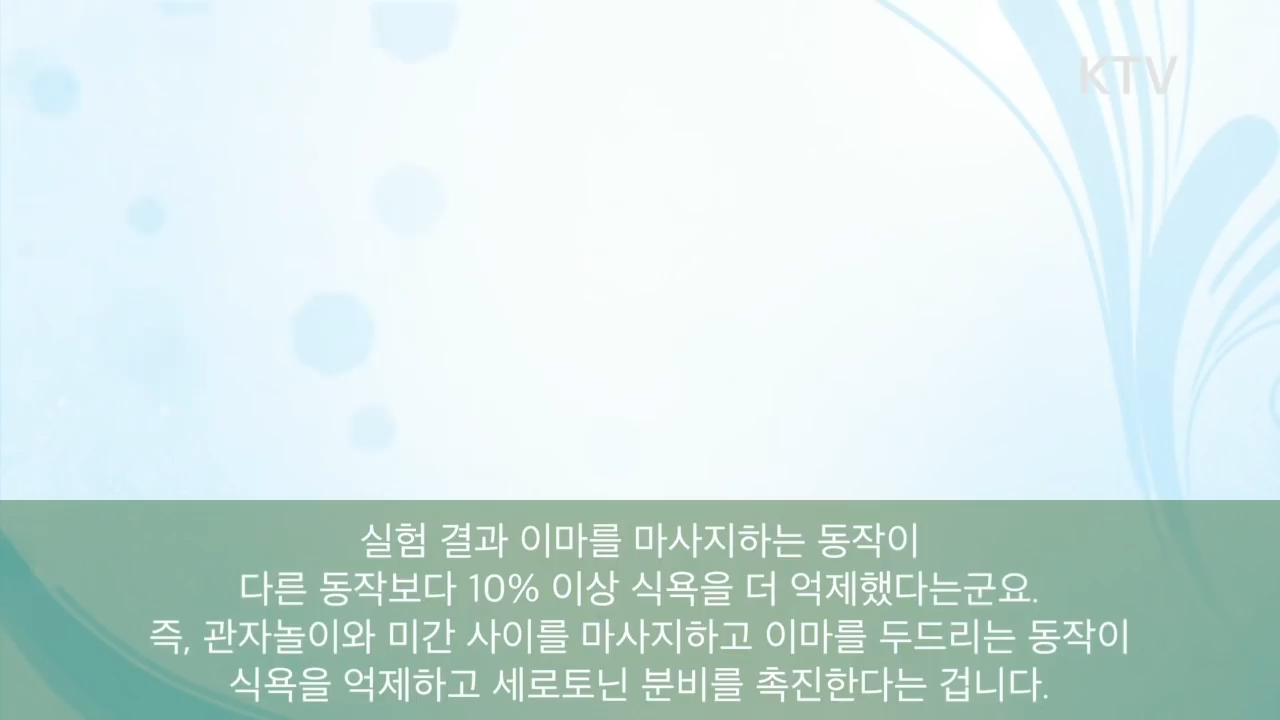 KTV
실험 결과 이마를 마사지하는 동작이
다른 동작보다 10% 이상 식욕을 더 억제했다는군요.
즉, 관자놀이와 미간 사이를 마사지하고 이마를 두드리는 동작이
식욕을 억제하고 세로토닌 분비를 촉진한다는 겁니다.